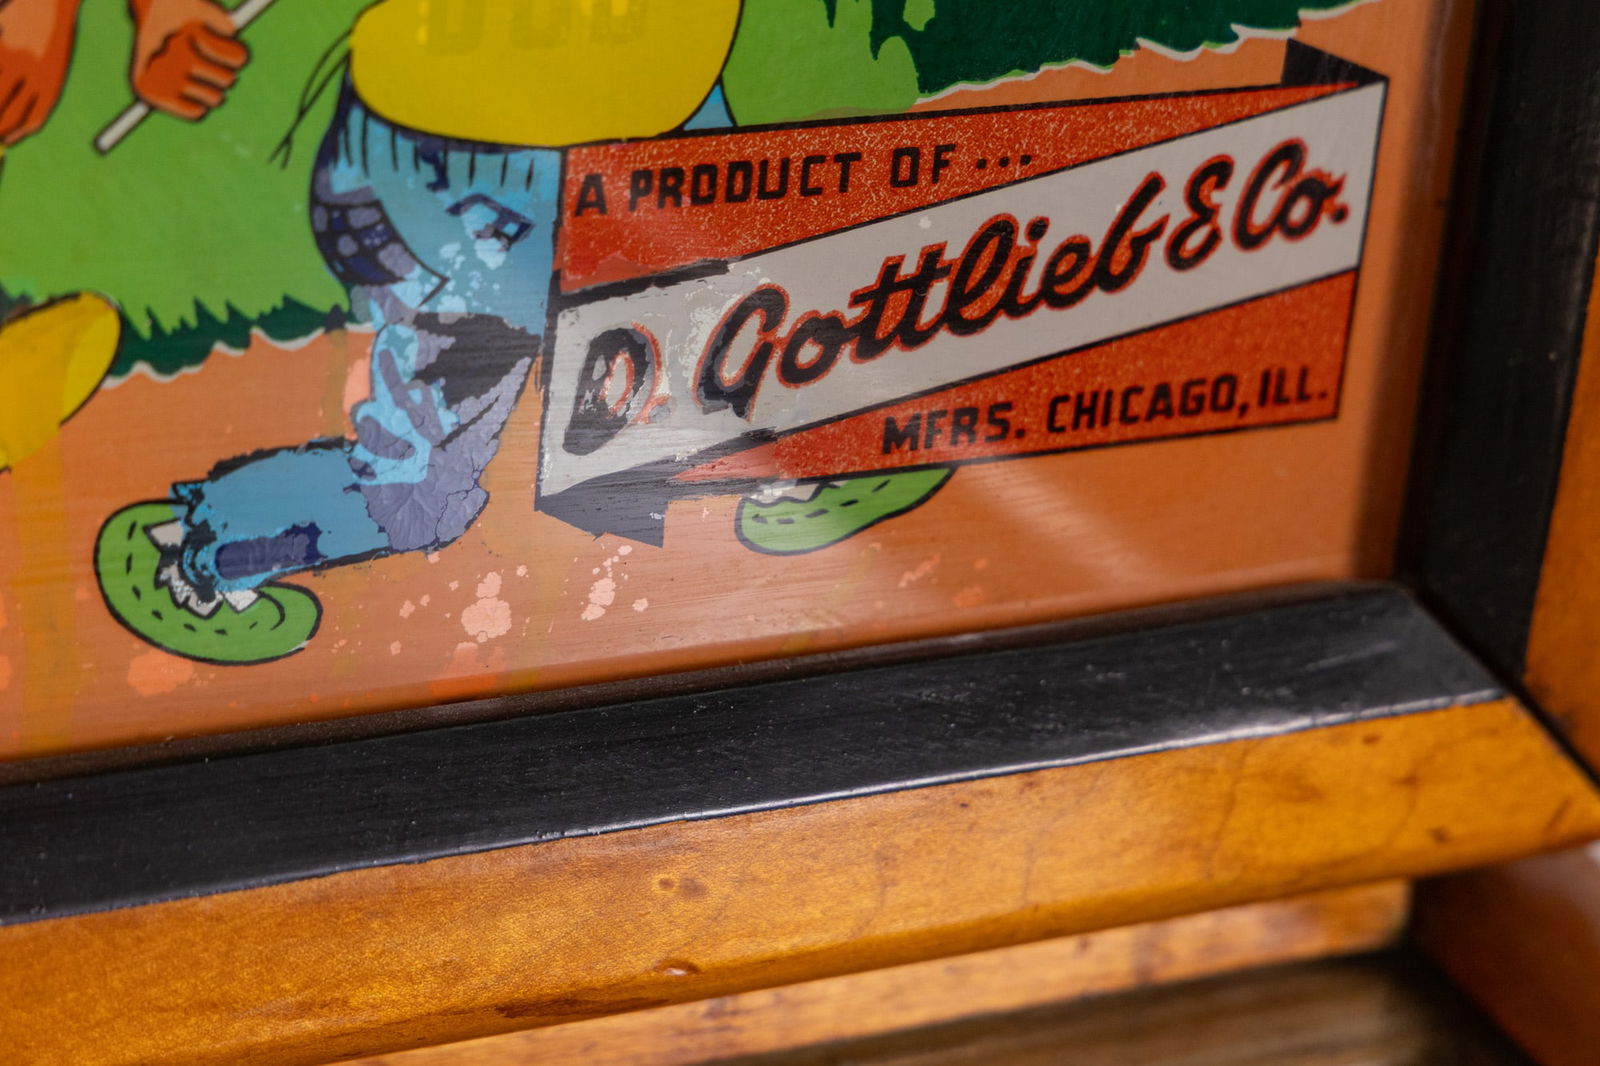 A PRODUCT OF...
D. Gottlieb & Co.
MFRS. CHICAGO, ILL.